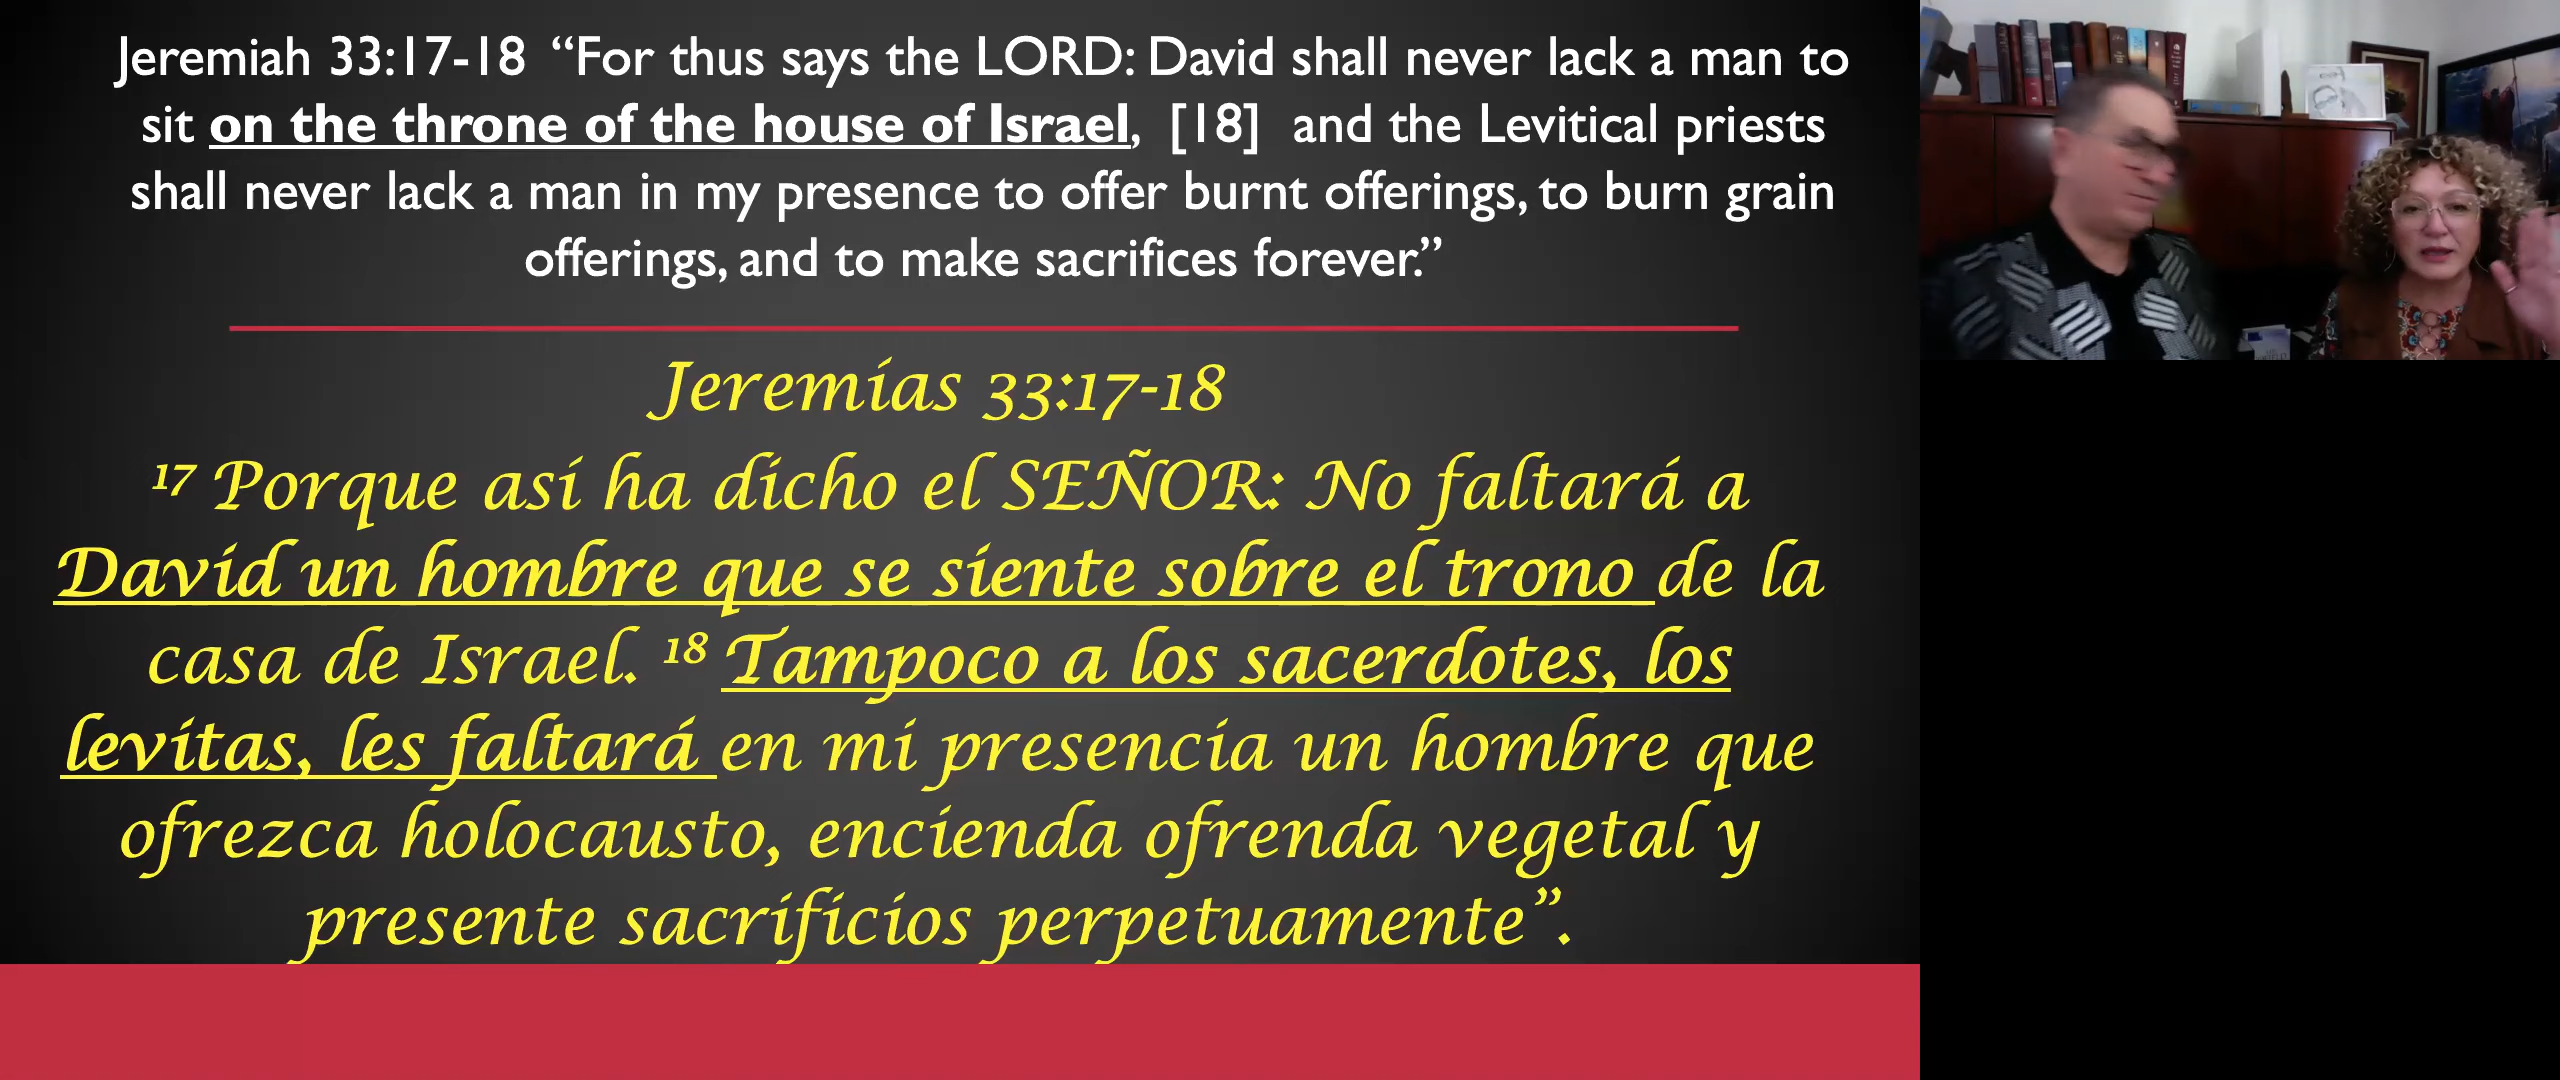 Jeremiah 33:17-18 “For thus says the LORD: David shall never lack a man to
sit on the throne of the house of Israel, [18] and the Levitical priests
shall never lack a man in my presence to offer burnt offerings, to burn grain
offerings, and to make sacrifices forever.”
Jeremías 33:17-18
17 Porque así ha dicho el SEÑOR: No faltará a
David un hombre que se siente sobre el trono de la
casa de Israel. 18 Tampoco a los sacerdotes, los
levitas, les faltará en mi presencia un hombre que
ofrezca holocausto, encienda ofrenda vegetal y
presente sacrificios perpetuamente”.